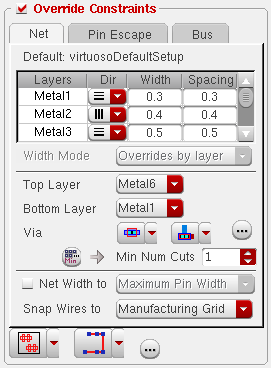 Override Constraints
Net Pin Escape Bus
Default: virtuosoDefaultSetup
Layers Dir Width Spacing
Metal1 0.3 0.3
Metal2 0.4 0.4
Metal3 0.5 0.5
Width Mode Overrides by layer
Top Layer Metal6
Bottom Layer Metal1
Via ...
Min Min Num Cuts 1
Net Width to Maximum Pin Width
Snap Wires to Manufacturing Grid
...